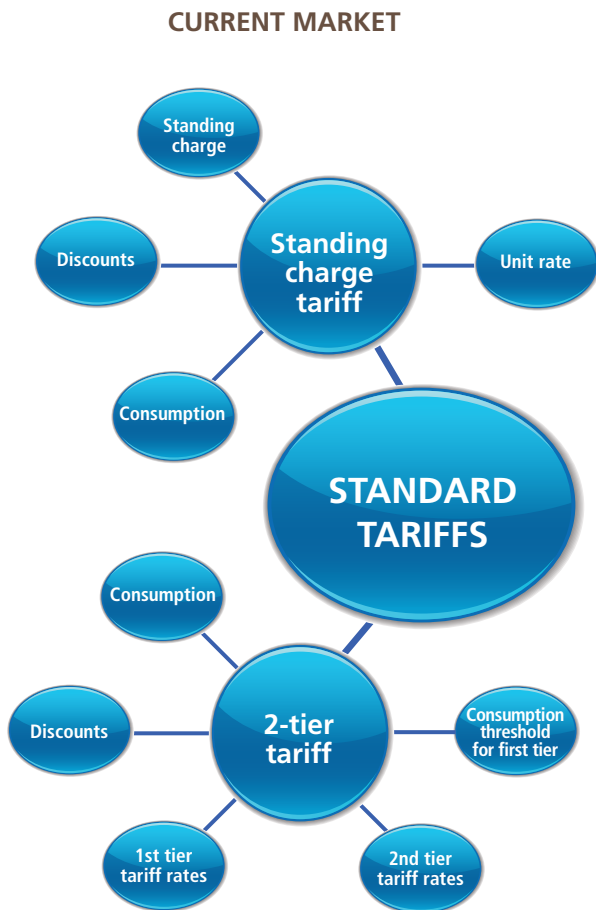 CURRENT MARKET
Standing
charge
Discounts
Standing
charge
tariff
Unit rate
Consumption
STANDARD
TARIFFS
Consumption
Discounts
2-tier
tariff
Consumption
threshold
for first tier
1st tier
tariff rates
2nd tier
tariff rates